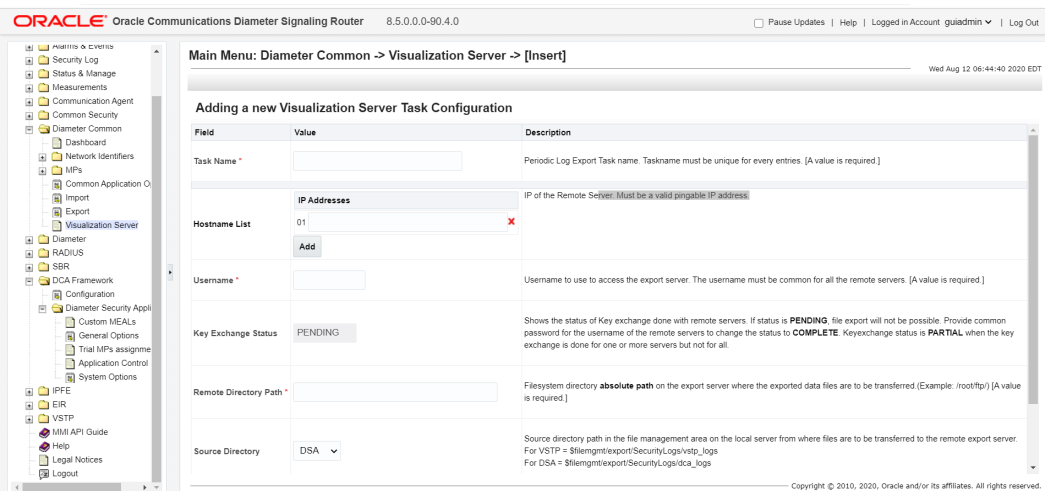 ORACLE® Oracle Communications Diameter Signaling Router 8.5.0.0.0-90.4.0
Pause Updates | Help | Logged in Account guiadmin | Log Out
Alarms & Events
Security Log
Status & Manage
Measurements
Communication Agent
Common Security
Diameter Common
Dashboard
Network Identifiers
MPs
Common Application O
Import
Export
Visualization Server
Diameter
RADIUS
SBR
DCA Framework
Configuration
Diameter Security Appli
Custom MEALs
General Options
Trial MPs assignme
Application Control
System Options
IPFE
EIR
VSTP
MMI API Guide
Help
Legal Notices
Logout
Main Menu: Diameter Common -> Visualization Server -> [Insert]
Wed Aug 12 06:44:40 2020 EDT
Adding a new Visualization Server Task Configuration
Field Value Description
Task Name * Periodic Log Export Task name. Taskname must be unique for every entries. [A value is required.]
IP Addresses
IP of the Remote Server. Must be a valid pingable IP address.
Hostname List
01
Add
Username * Username to use to access the export server. The username must be common for all the remote servers. [A value is required.]
Key Exchange Status
PENDING
Shows the status of Key exchange done with remote servers. If status is PENDING, file export will not be possible. Provide common
password for the username of the remote servers to change the status to COMPLETE. Keyexchange status is PARTIAL when the key
exchange is done for one or more servers but not for all.
Remote Directory Path *
Filesystem directory absolute path on the export server where the exported data files are to be transferred.(Example: /root/ftp/) [A value
is required.]
Source Directory
DSA
Source directory path in the file management area on the local server from where files are to be transferred to the remote export server.
For VSTP = $filemgmt/export/SecurityLogs/vstp_logs
For DSA = $filemgmt/export/SecurityLogs/dca_logs
Copyright © 2010, 2020, Oracle and/or its affiliates. All rights reserved.